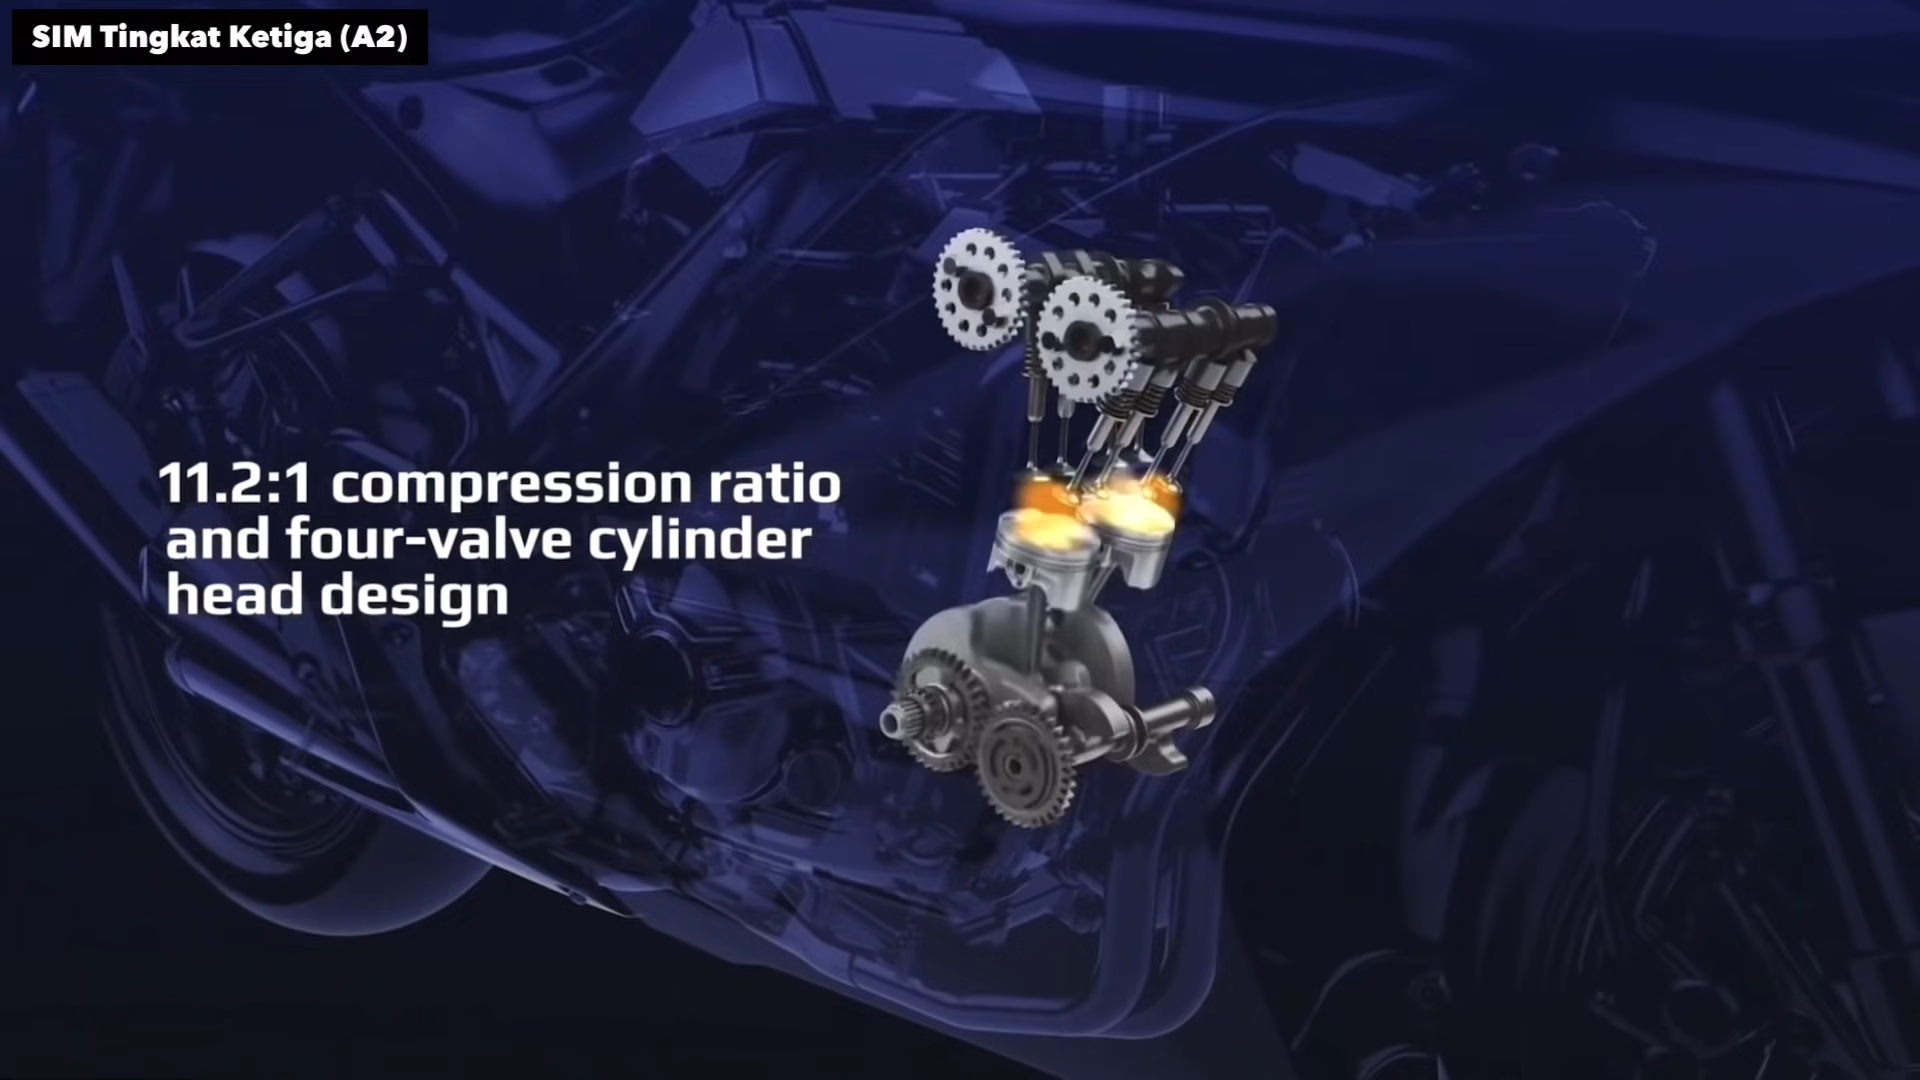 SIM Tingkat Ketiga (A2)
11.2:1 compression ratio
and four-valve cylinder
head design